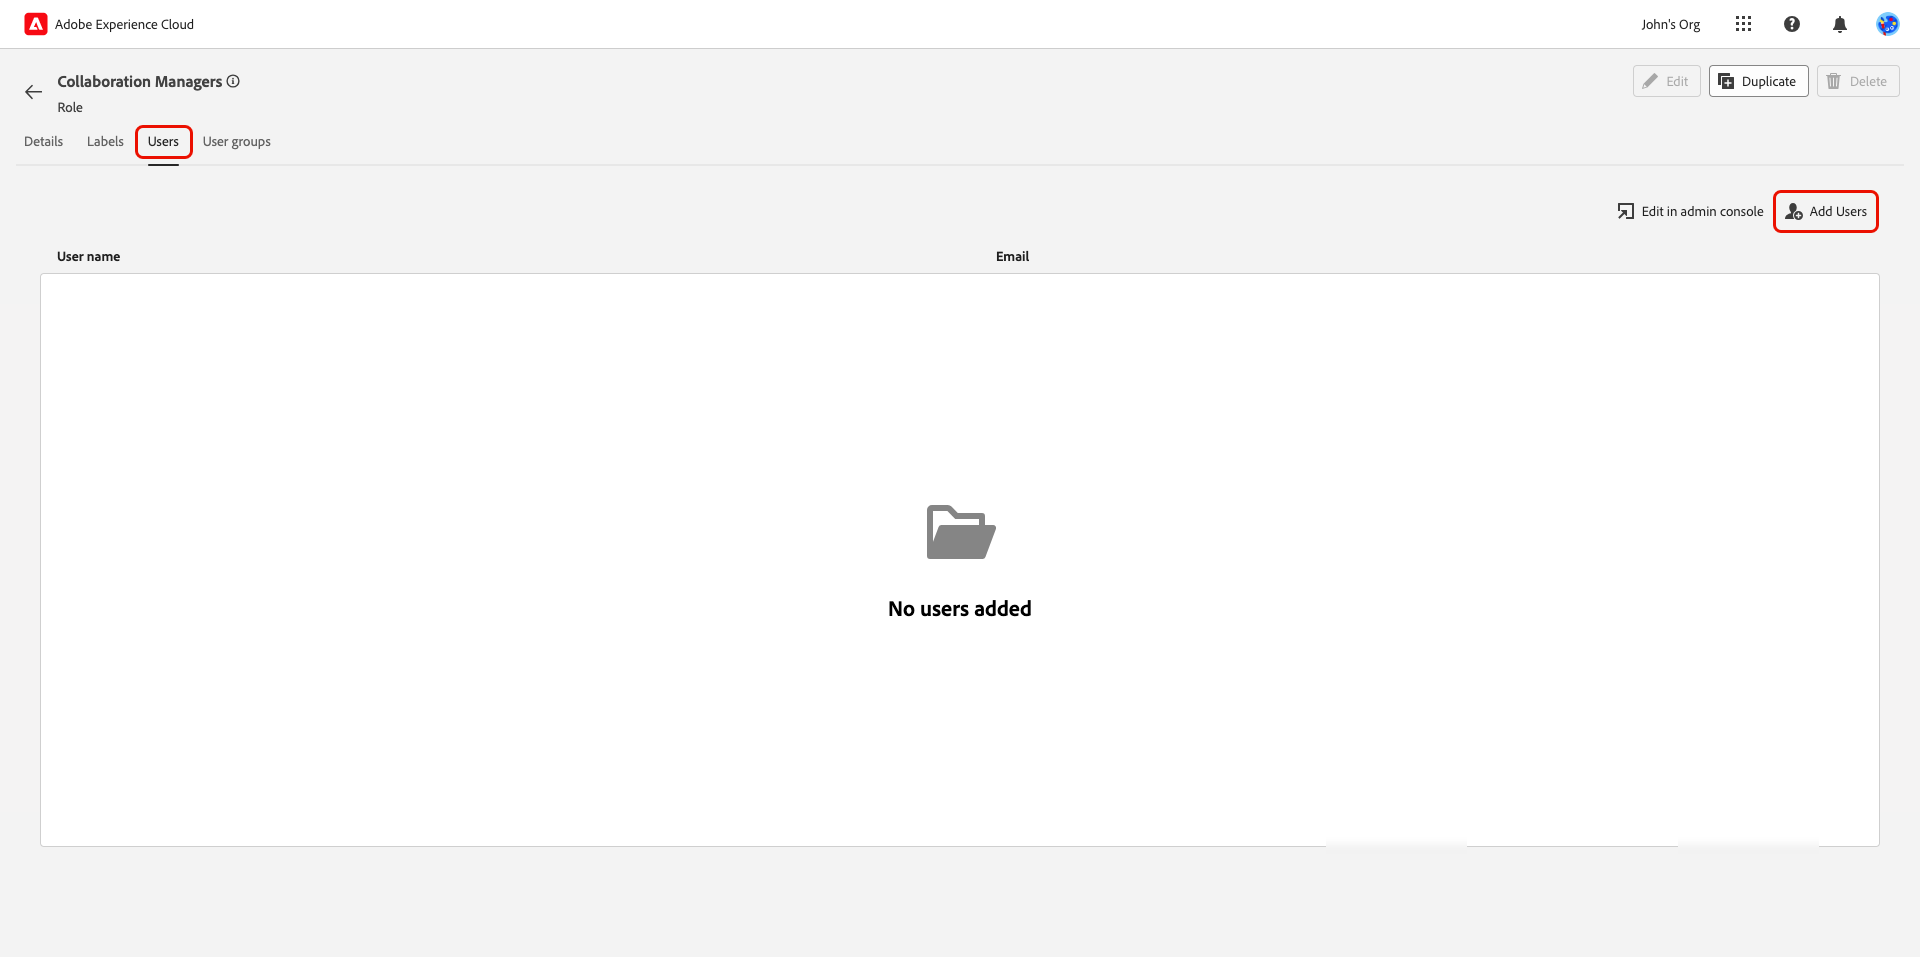 Adobe Experience Cloud
John's Org
Collaboration Managers
Role
Edit
Duplicate
Delete
Details
Labels
Users
User groups
Edit in admin console
Add Users
User name
Email
No users added